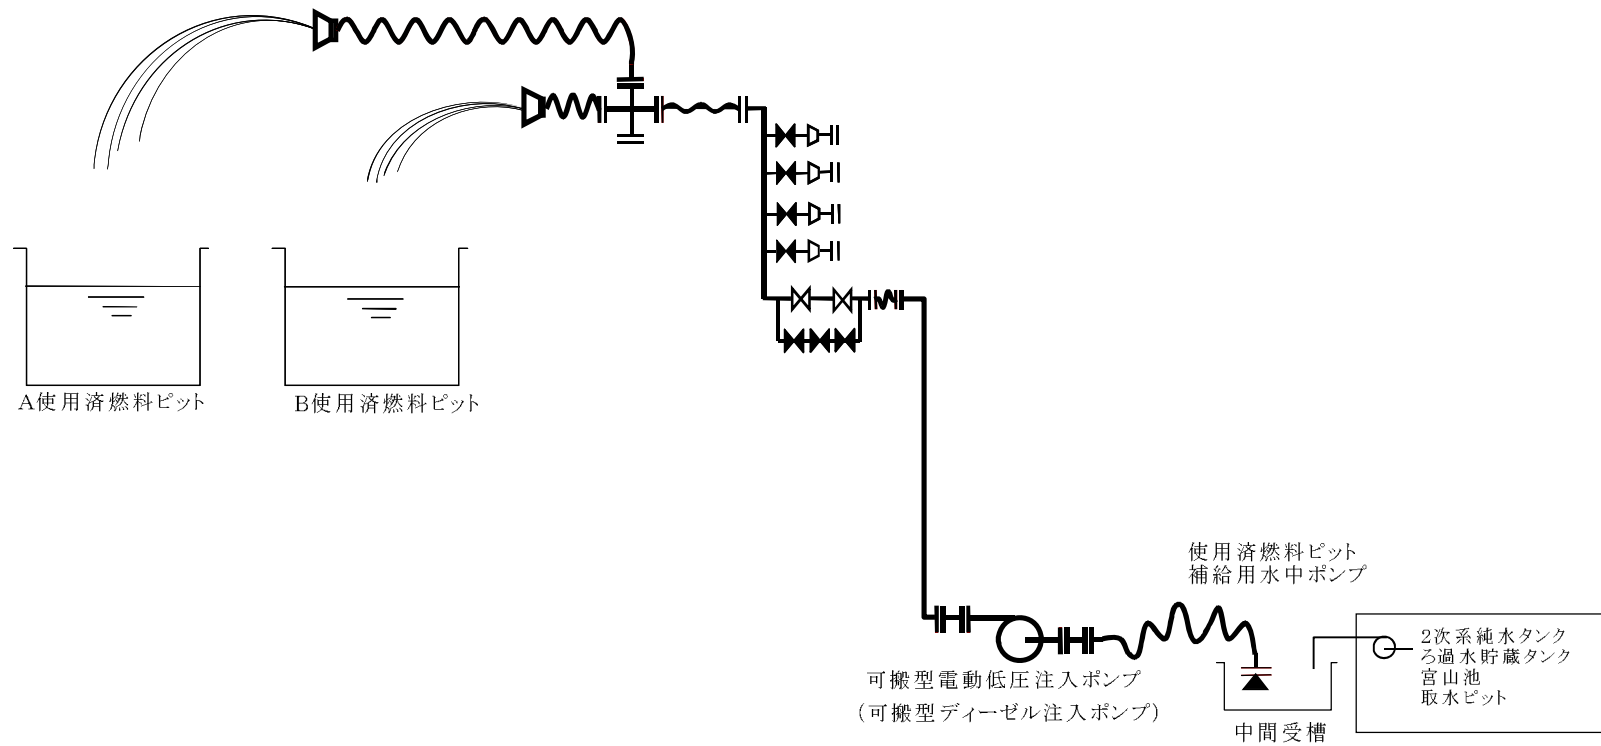 A使用済燃料ピット
B使用済燃料ピット
使用済燃料ピット
補給用水中ポンプ
2次系純水タンク
ろ過水貯蔵タンク
宮山池
取水ピット
可搬型電動低圧注入ポンプ
(可搬型ディーゼル注入ポンプ)
中間受槽